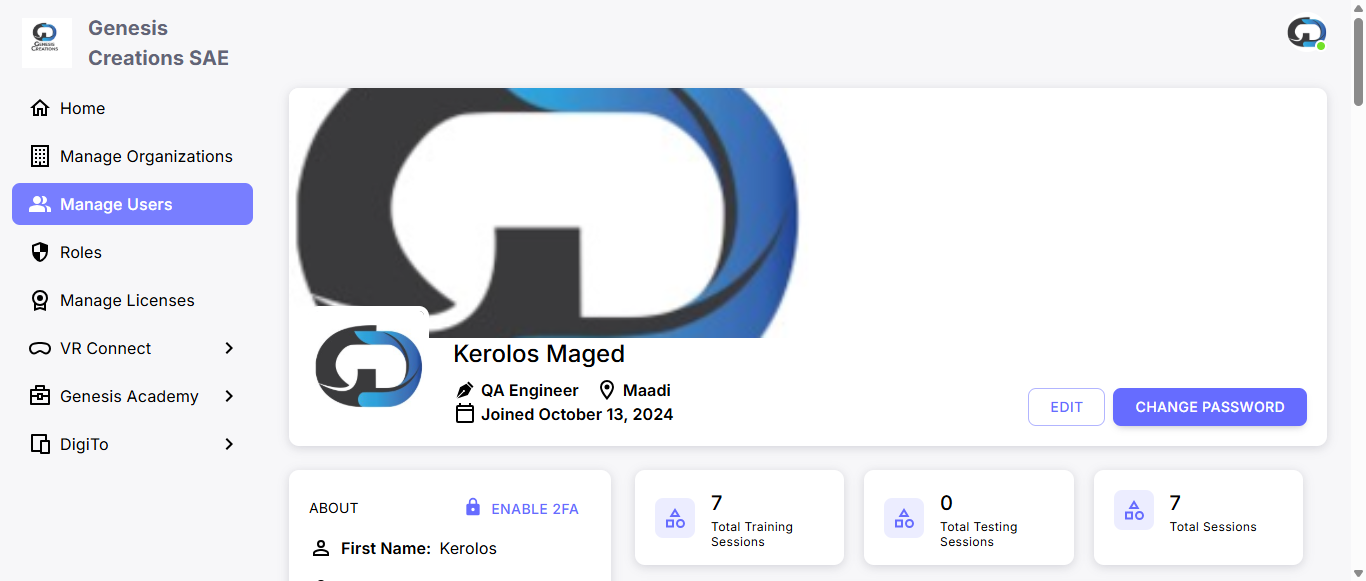 GENESIS
CREATIONS
Genesis
Creations SAE
Home
Manage Organizations
Manage Users
Roles
Manage Licenses
VR Connect
Genesis Academy
DigiTo
Kerolos Maged
QA Engineer Maadi
Joined October 13, 2024
EDIT CHANGE PASSWORD
ABOUT ENABLE 2FA
First Name: Kerolos
7
Total Training
Sessions
0
Total Testing
Sessions
7
Total Sessions